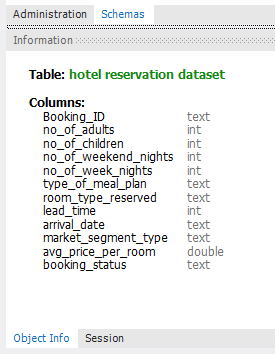 Administration Schemas
Information
Table: hotel reservation dataset
Columns:
Booking_ID text
no_of_adults int
no_of_children int
no_of_weekend_nights int
no_of_week_nights int
type_of_meal_plan text
room_type_reserved text
lead_time int
arrival_date text
market_segment_type text
avg_price_per_room double
booking_status text
Object Info Session